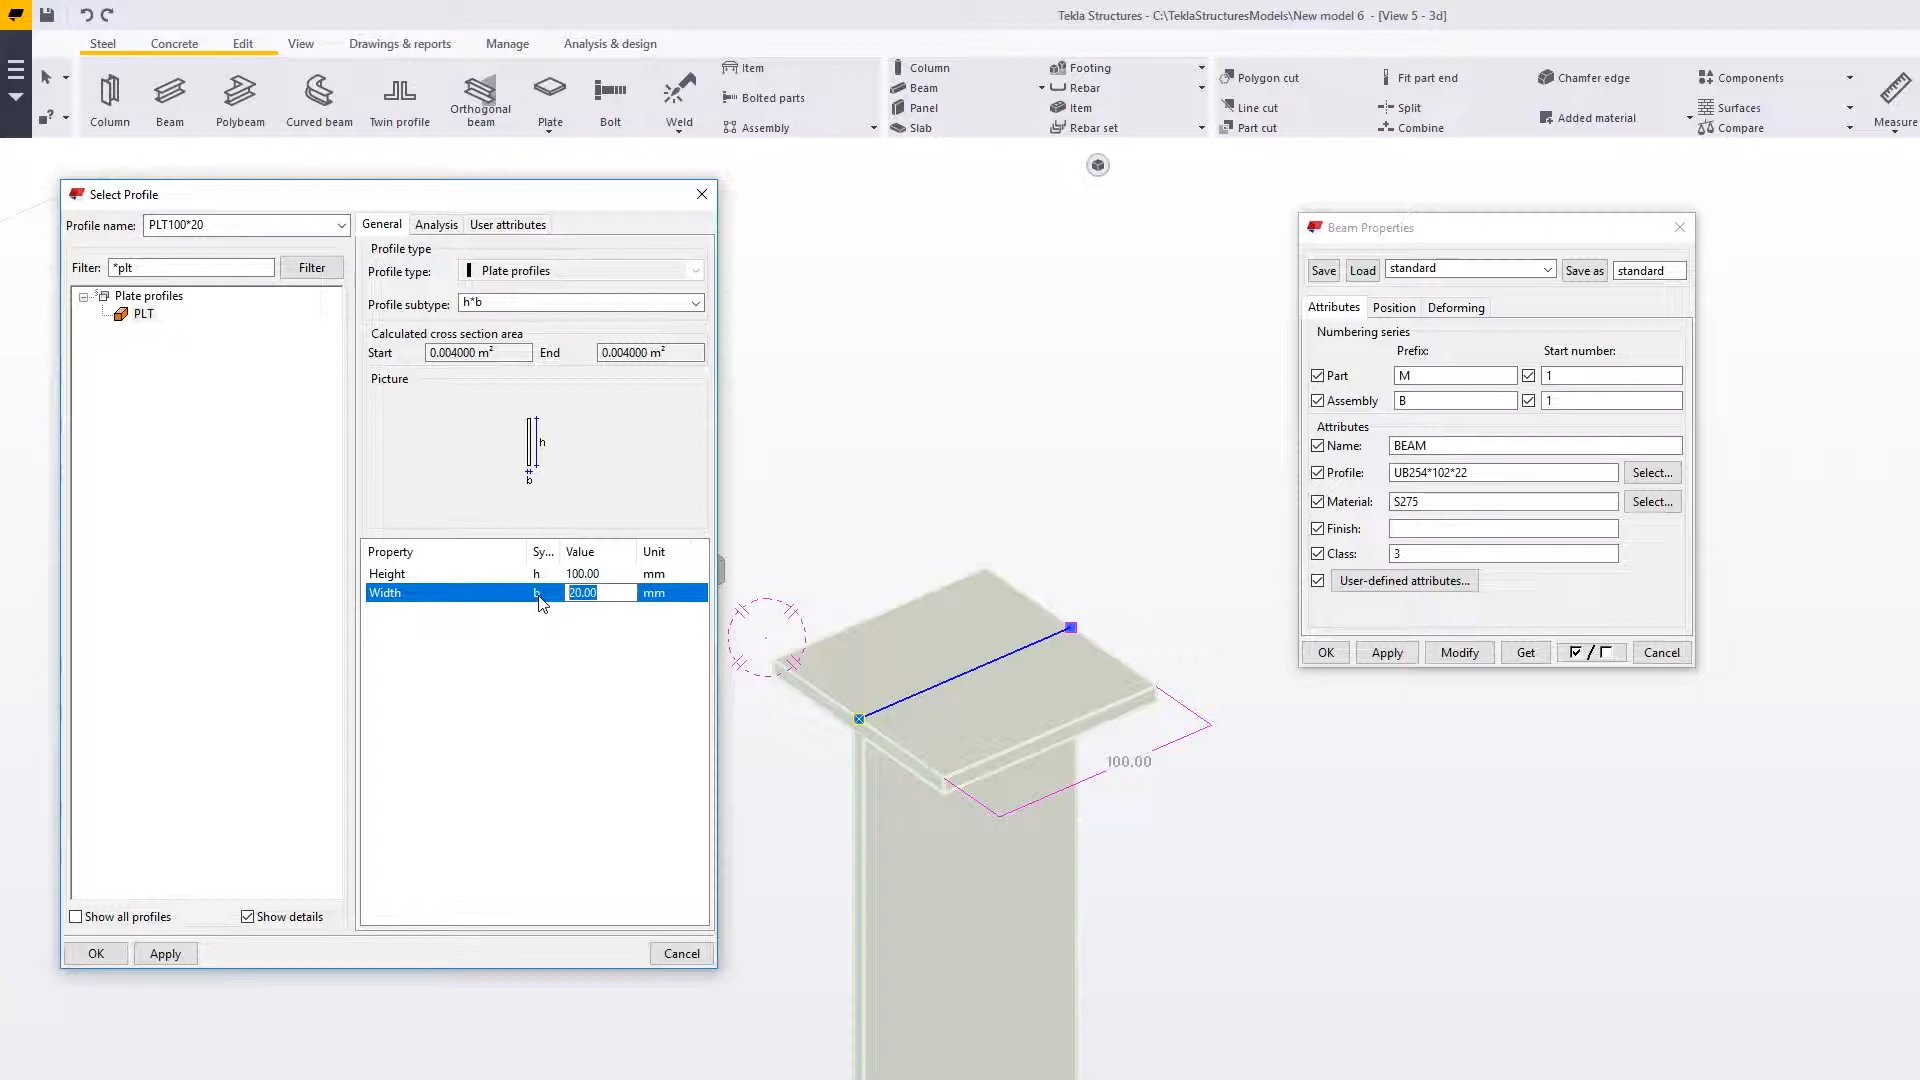 Tekla Structures - C:\TeklaStructuresModels\New model 6 - [View 5 - 3d]
Steel Concrete Edit View Drawings & reports Manage Analysis & design
Column
Beam
Polybeam
Curved beam
Twin profile
Orthogonal
beam
Plate
Bolt
Weld
Item
Bolted parts
Assembly
Column
Beam
Panel
Slab
Footing
Rebar
Item
Rebar set
Polygon cut
Line cut
Part cut
Fit part end
Split
Combine
Chamfer edge
Added material
Components
Surfaces
Compare
Measure
Select Profile
Profile name: PLT100*20
Filter: *plt Filter
Plate profiles
PLT
Show all profiles Show details
General Analysis User attributes
Profile type
Profile type: Plate profiles
Profile subtype: h*b
Calculated cross section area
Start 0.004000 m² End 0.004000 m²
Picture
h
b
Property Sy... Value Unit
Height h 100.00 mm
Width b 20.00 mm
OK Apply Cancel
100.00
Beam Properties
Save Load standard Save as standard
Attributes Position Deforming
Numbering series
Prefix: Start number:
Part M 1
Assembly B 1
Attributes
Name: BEAM
Profile: UB254*102*22 Select...
Material: S275 Select...
Finish:
Class: 3
User-defined attributes...
OK Apply Modify Get / Cancel